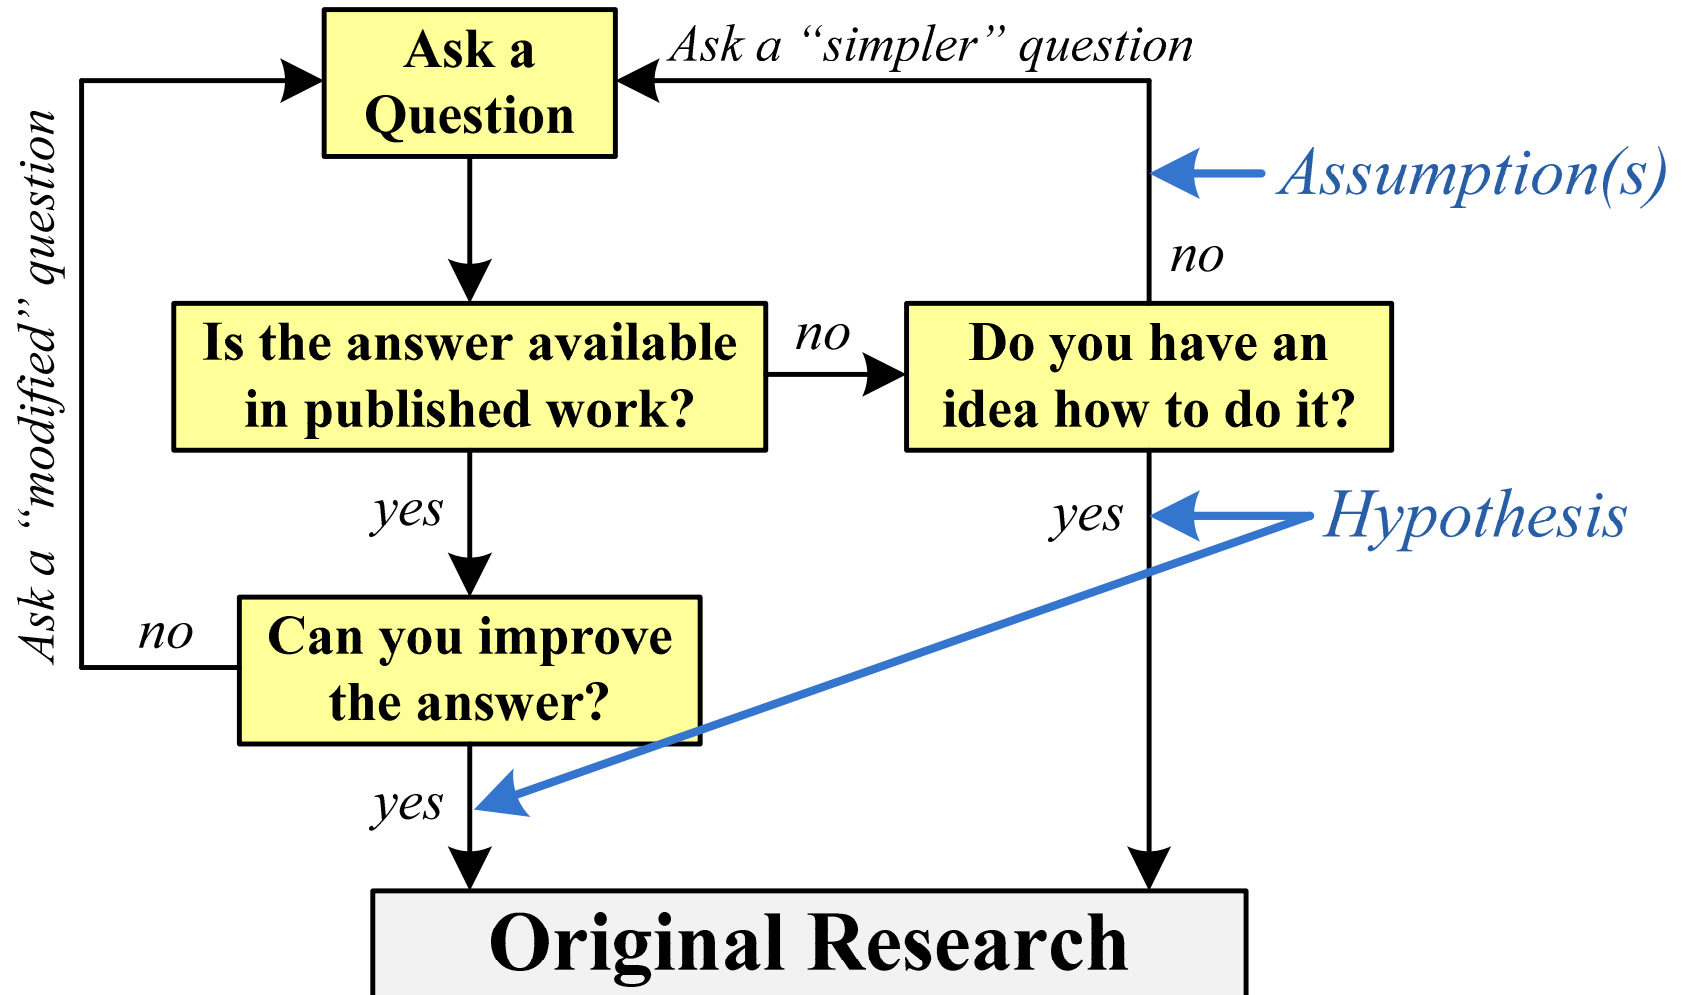 Ask a
Question
Ask a “simpler” question
Ask a “modified” question
Assumption(s)
no
Is the answer available
in published work?
no
Do you have an
idea how to do it?
yes
yes
Hypothesis
no
Can you improve
the answer?
yes
Original Research